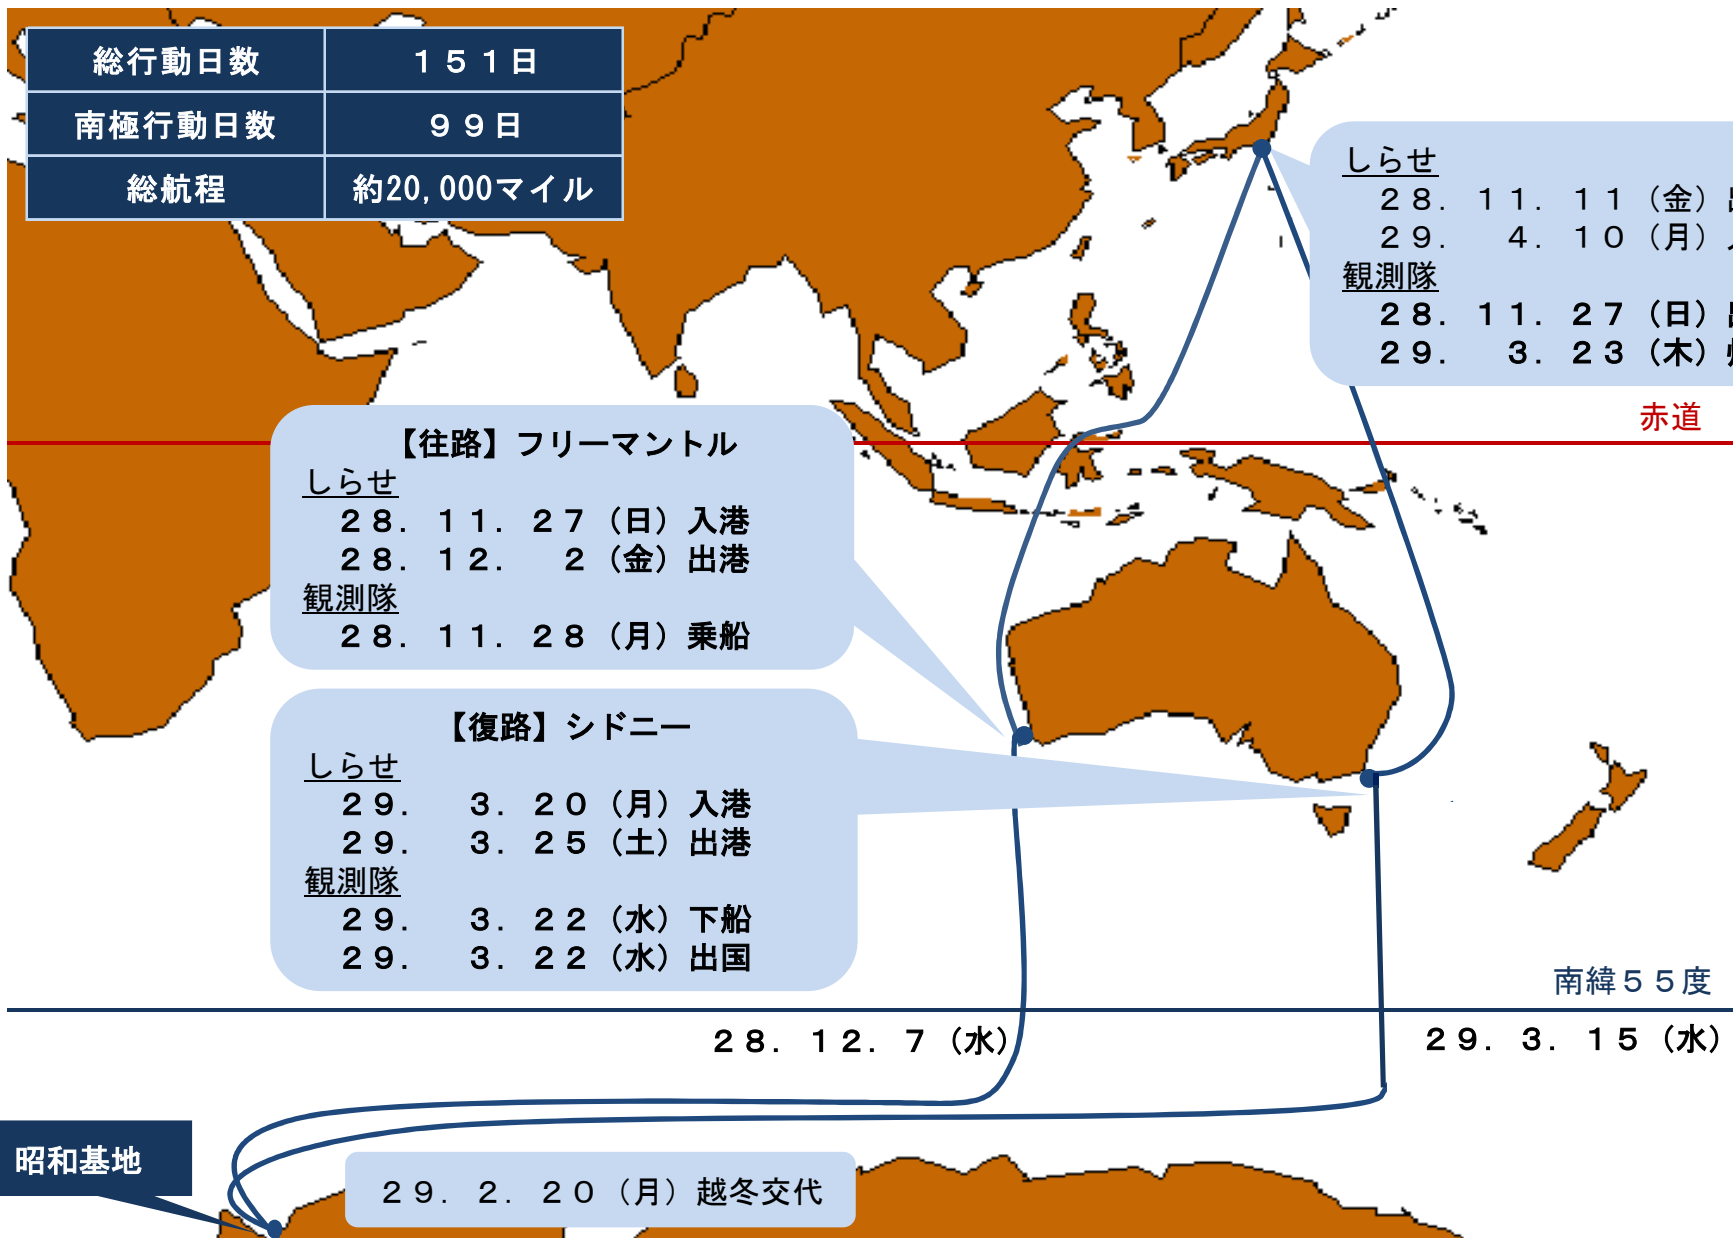 総行動日数 １５１日
南極行動日数 ９９日
総航程 約20,000マイル
しらせ
２８．１１．１１（金）
２９．　４．１０（月）
観測隊
２８．１１．２７（日）
２９．　３．２３（木）
赤道
【往路】フリーマントル
しらせ
２８．１１．２７（日）入港
２８．１２．　２（金）出港
観測隊
２８．１１．２８（月）乗船
【復路】シドニー
しらせ
２９．　３．２０（月）入港
２９．　３．２５（土）出港
観測隊
２９．　３．２２（水）下船
２９．　３．２２（水）出国
南緯５５度
２８．１２．７（水）
２９．３．１５（水）
昭和基地
２９．２．２０（月）越冬交代